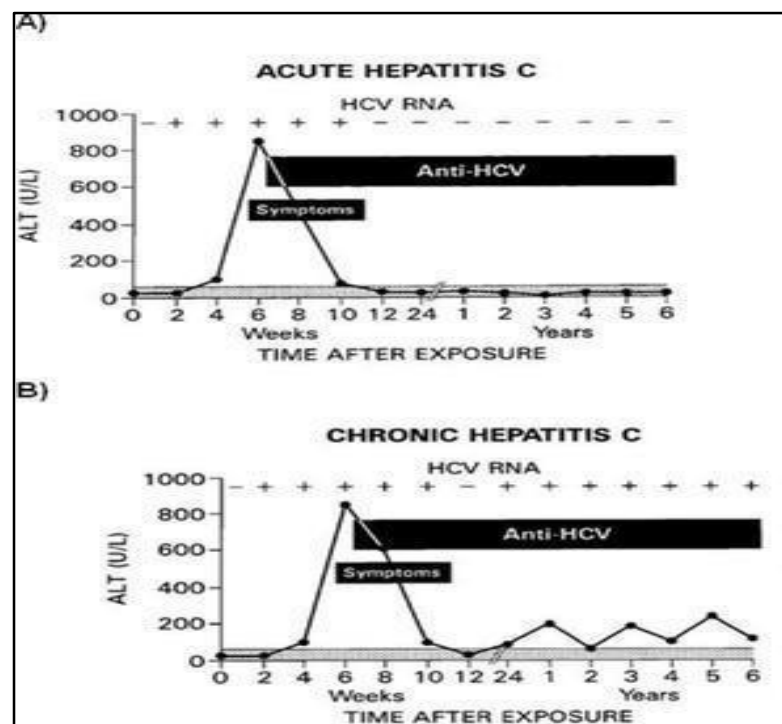 A)
ACUTE HEPATITIS C
HCV RNA
1000 − + + + + + − − − − − − − −
800
Anti-HCV
600
400 Symptoms
200
0
ALT (U/L)
0 2 4 6 8 10 12 24 1 2 3 4 5 6
Weeks Years
TIME AFTER EXPOSURE
B)
CHRONIC HEPATITIS C
HCV RNA
1000 − + + + + + − + + + + + + +
800
Anti-HCV
600
Symptoms
400
200
0
ALT (U/L)
0 2 4 6 8 10 12 24 1 2 3 4 5 6
Weeks Years
TIME AFTER EXPOSURE